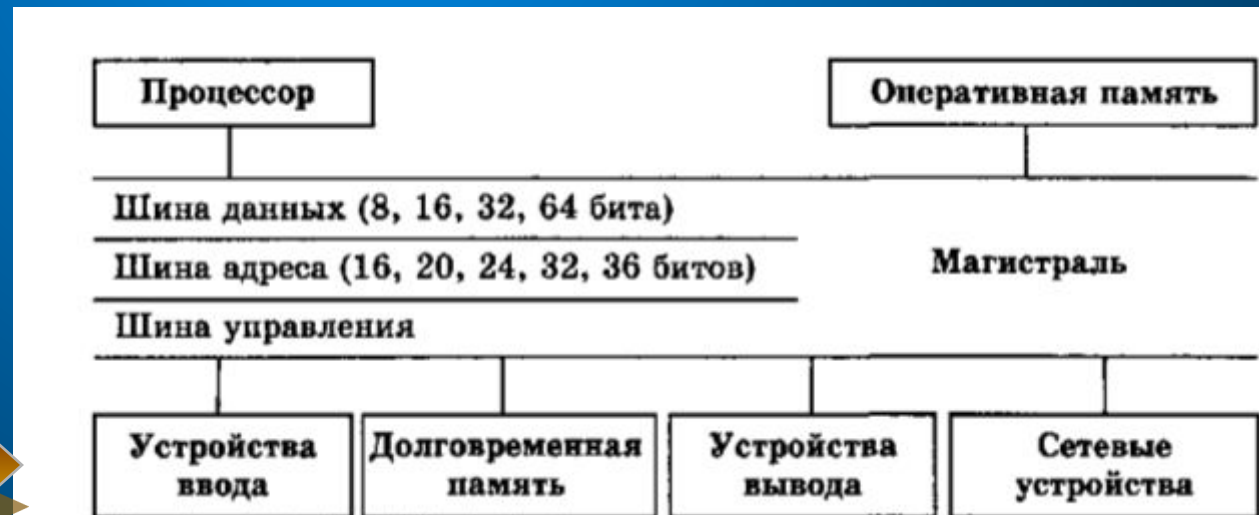 Процессор
Оперативная память
Шина данных (8, 16, 32, 64 бита)
Шина адреса (16, 20, 24, 32, 36 битов)
Магистраль
Шина управления
Устройства
ввода
Долговременная
память
Устройства
вывода
Сетевые
устройства